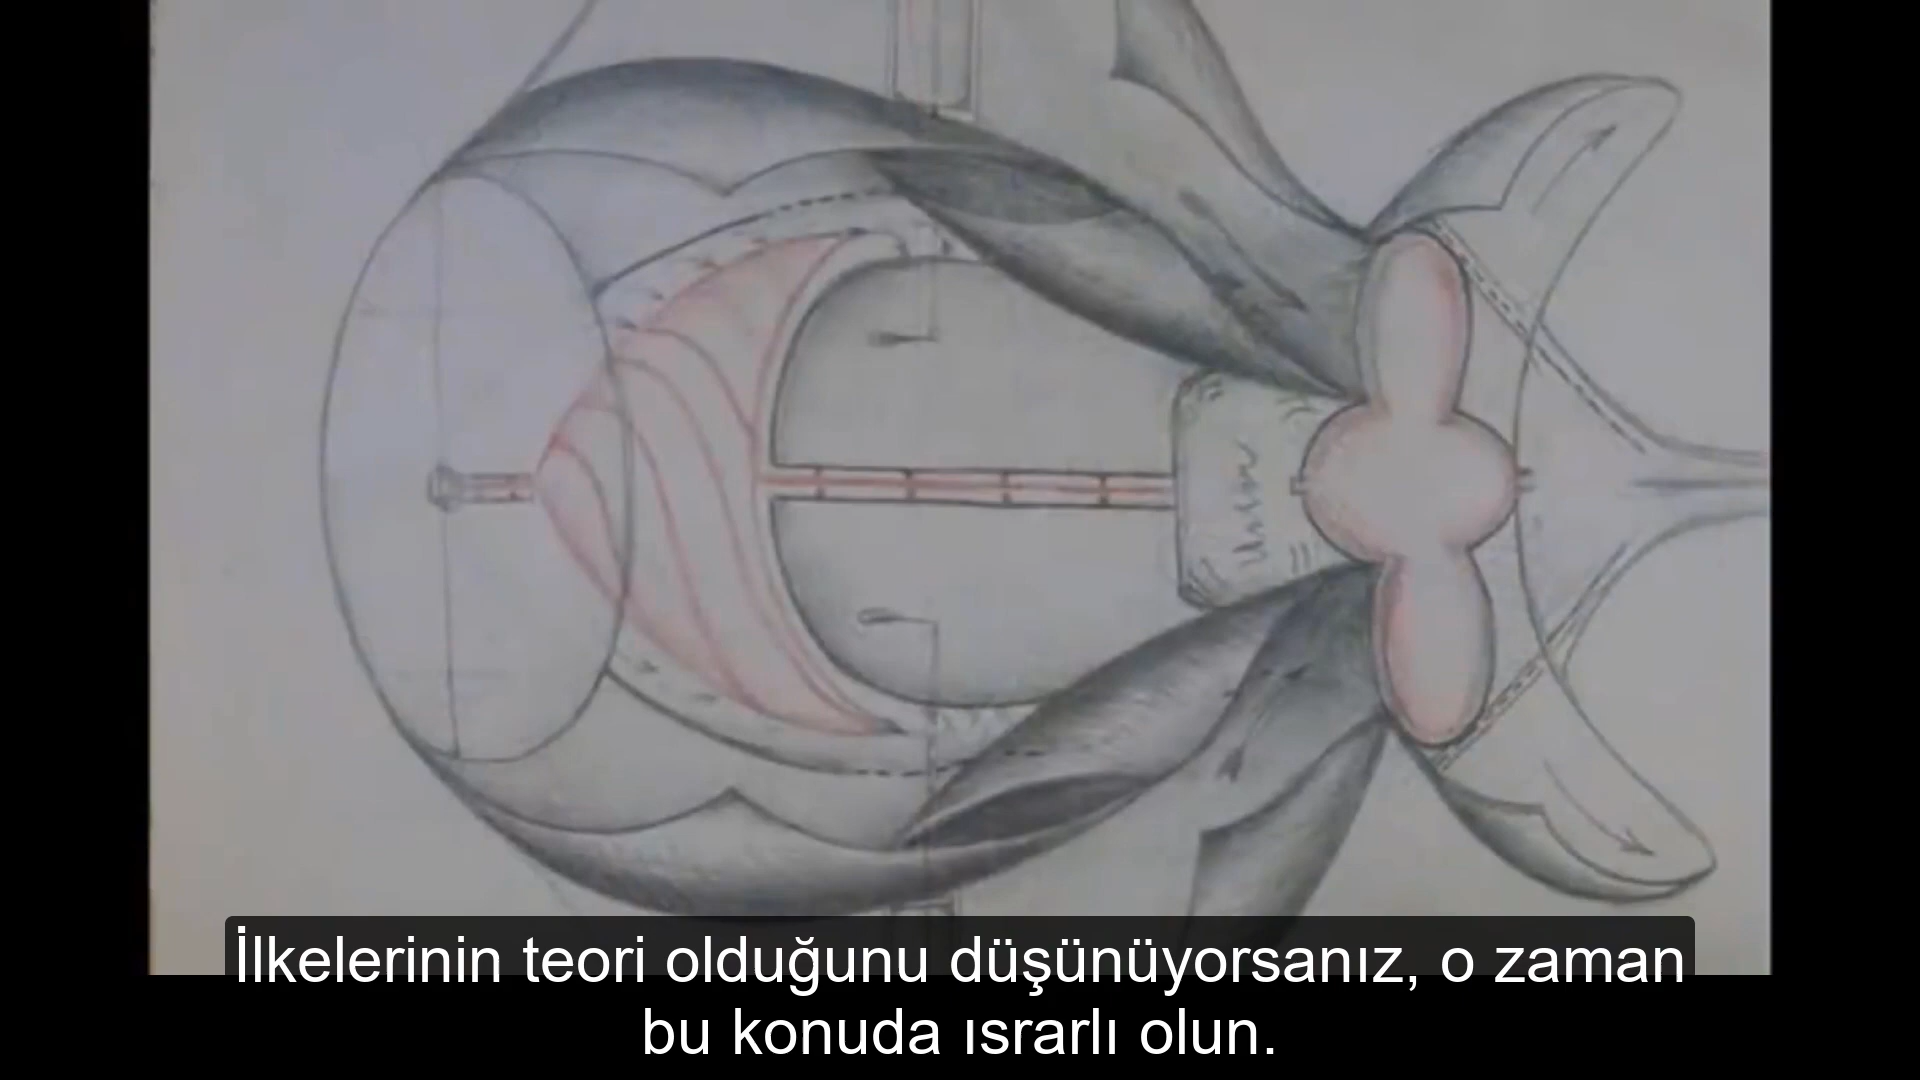 İlkelerinin teori olduğunu düşünüyorsanız, o zaman
bu konuda ısrarlı olun.